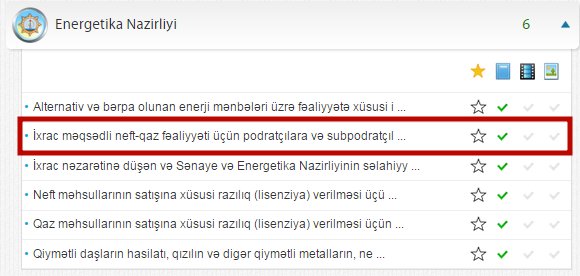 Energetika Nazirliyi 6
Alternativ və bərpa olunan enerji mənbələri üzrə fəaliyyətə xüsusi i ...
İxrac məqsədli neft-qaz fəaliyyəti üçün podratçılara və subpodratçıl ...
İxrac nəzarətinə düşən və Sənaye və Energetika Nazirliyinin səlahiyy ...
Neft məhsullarının satışına xüsusi razılıq (lisenziya) verilməsi üçü ...
Qaz məhsullarının satışına xüsusi razılıq (lisenziya) verilməsi üçün ...
Qiymətli daşların hasilatı, qızılın və digər qiymətli metalların, ne ...